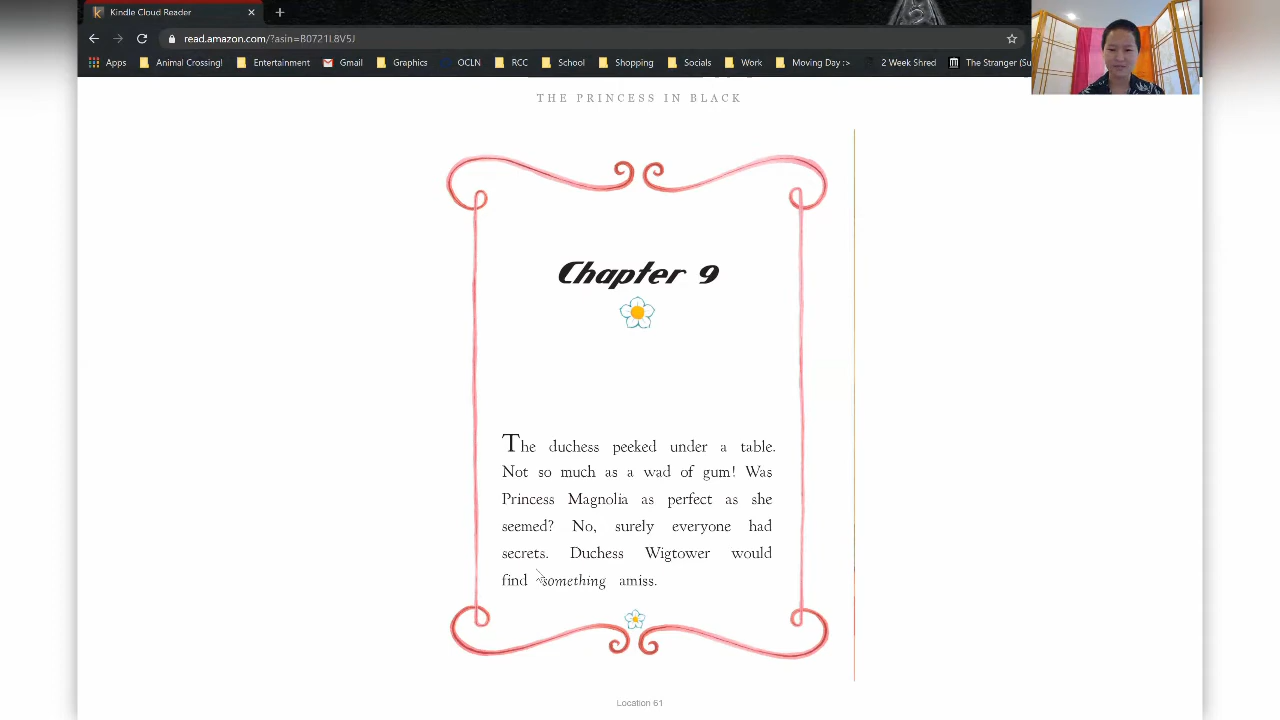 Kindle Cloud Reader
read.amazon.com/?asin=B0721L8V5J
Apps Animal Crossing! Entertainment Gmail Graphics OCLN RCC School Shopping Socials Work Moving Day :> 2 Week Shred The Stranger (Su
THE PRINCESS IN BLACK
Chapter 9
The duchess peeked under a table.
Not so much as a wad of gum! Was
Princess Magnolia as perfect as she
seemed? No, surely everyone had
secrets. Duchess Wigtower would
find something amiss.
Location 61